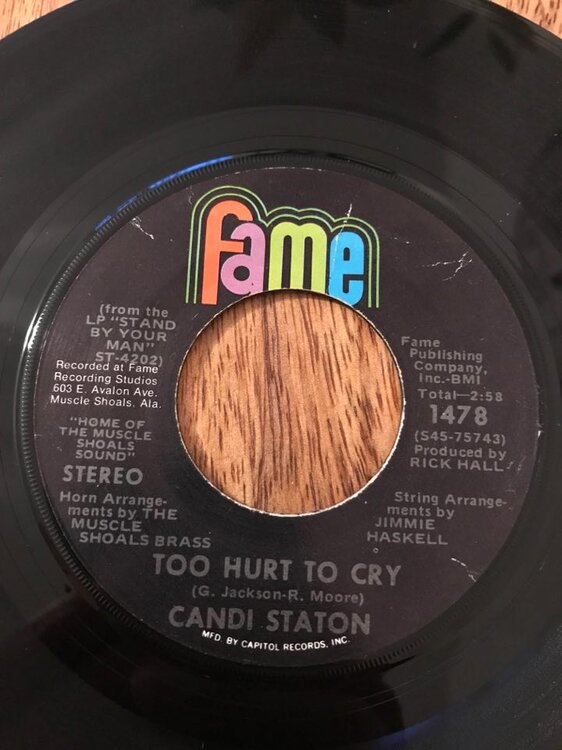 fame
(from the
LP "STAND
BY YOUR
MAN"
ST-4202)
Recorded at Fame
Recording Studios
603 E. Avalon Ave.
Muscle Shoals, Ala.
"HOME OF
THE MUSCLE
SHOALS
SOUND"
STEREO
Horn Arrange-
ments by THE
MUSCLE
SHOALS BRASS
Fame
Publishing
Company,
Inc.-BMI
Total—2:58
1478
(S45-75743)
Produced by
RICK HALL
String Arrange-
ments by
JIMMIE
HASKELL
TOO HURT TO CRY
(G. Jackson-R. Moore)
CANDI STATON
MFD. BY CAPITOL RECORDS, INC.